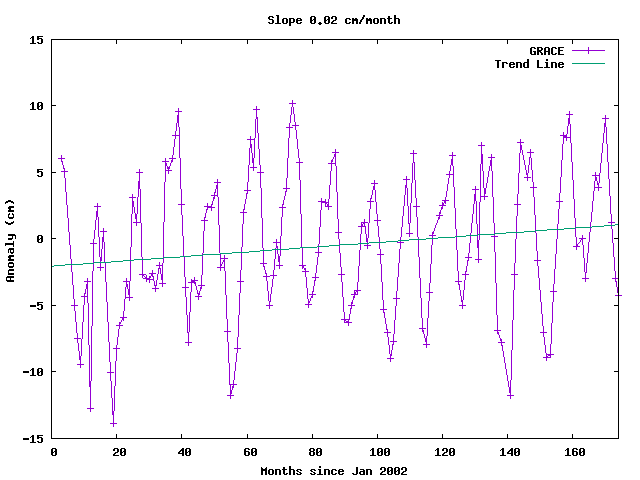 Slope 0.02 cm/month
15
GRACE
Trend Line
10
5
0
-5
-10
-15
Anomaly (cm)
0 20 40 60 80 100 120 140 160
Months since Jan 2002